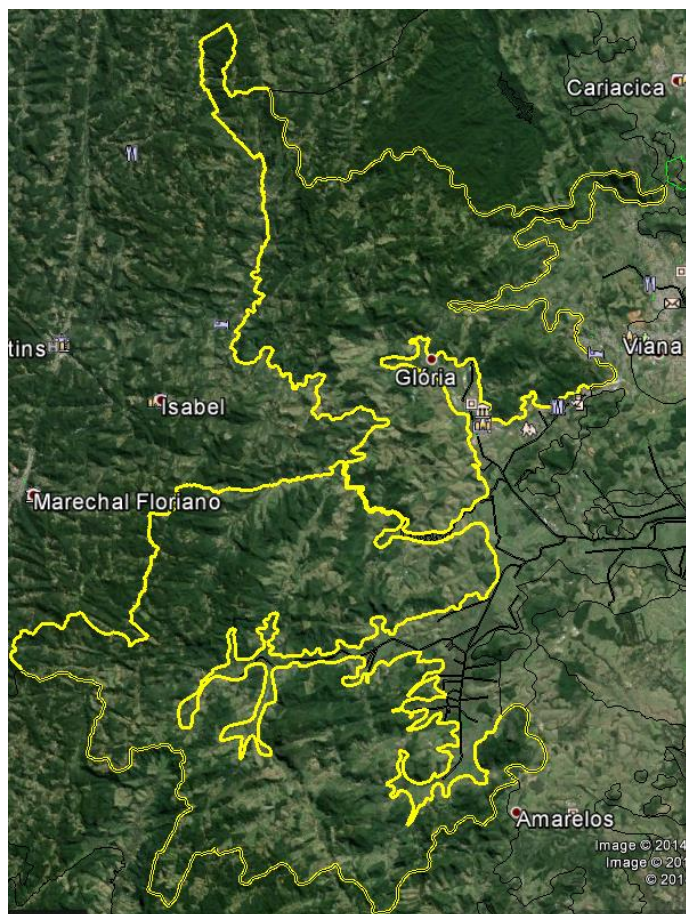 Cariacica
tins
Viana
Glória
Isabel
Marechal Floriano
Amarelos
Image © 2014
Image © 201
© 201